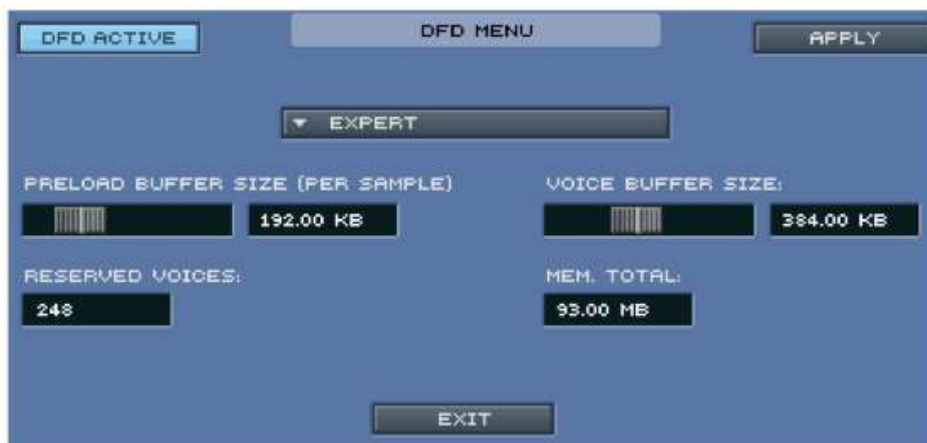 DFD ACTIVE
DFD MENU
APPLY
EXPERT
PRELOAD BUFFER SIZE (PER SAMPLE)
VOICE BUFFER SIZE:
192.00 KB
384.00 KB
RESERVED VOICES:
MEM. TOTAL:
248
93.00 MB
EXIT